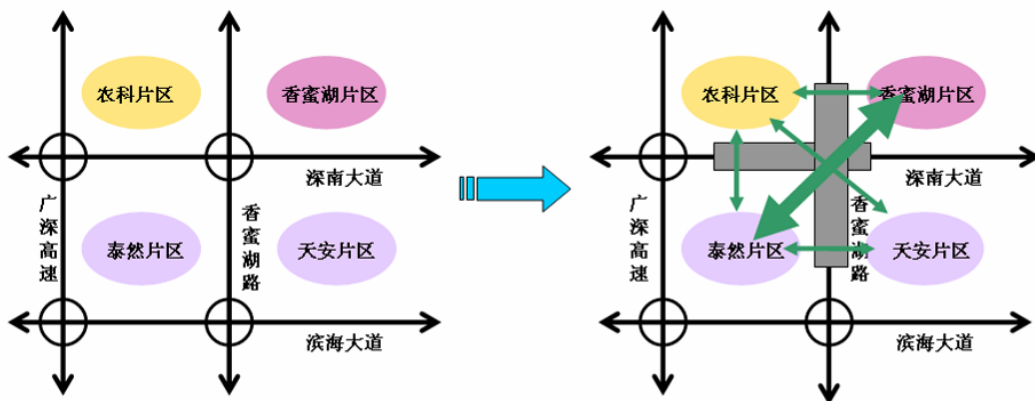 农科片区
香蜜湖片区
深南大道
广深高速
香蜜湖路
泰然片区
天安片区
滨海大道
农科片区
香蜜湖片区
深南大道
广深高速
香蜜湖路
泰然片区
天安片区
滨海大道